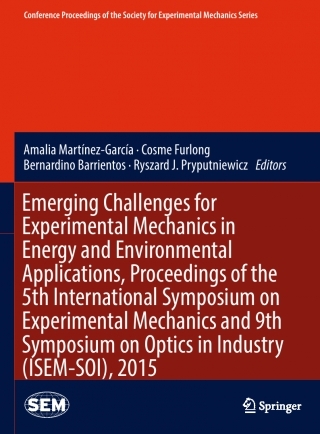 Conference Proceedings of the Society for Experimental Mechanics Series
Amalia Martínez-García · Cosme Furlong
Bernardino Barrientos · Ryszard J. Pryputniewicz Editors
Emerging Challenges for
Experimental Mechanics in
Energy and Environmental
Applications, Proceedings of the
5th International Symposium on
Experimental Mechanics and 9th
Symposium on Optics in Industry
(ISEM-SOI), 2015
SEM
Springer